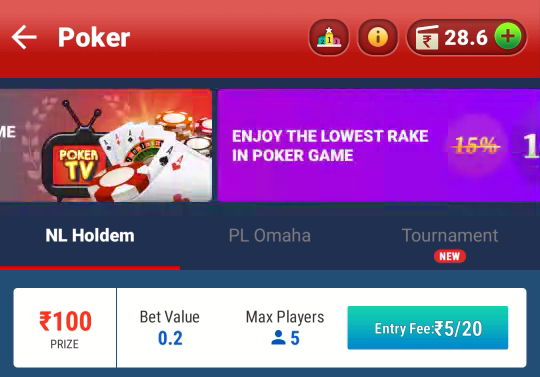 Poker
₹ 28.6 +
ME
POKER
TV
ENJOY THE LOWEST RAKE
IN POKER GAME
15%
NL Holdem
PL Omaha
Tournament
NEW
₹100
PRIZE
Bet Value
0.2
Max Players
5
Entry Fee:₹5/20